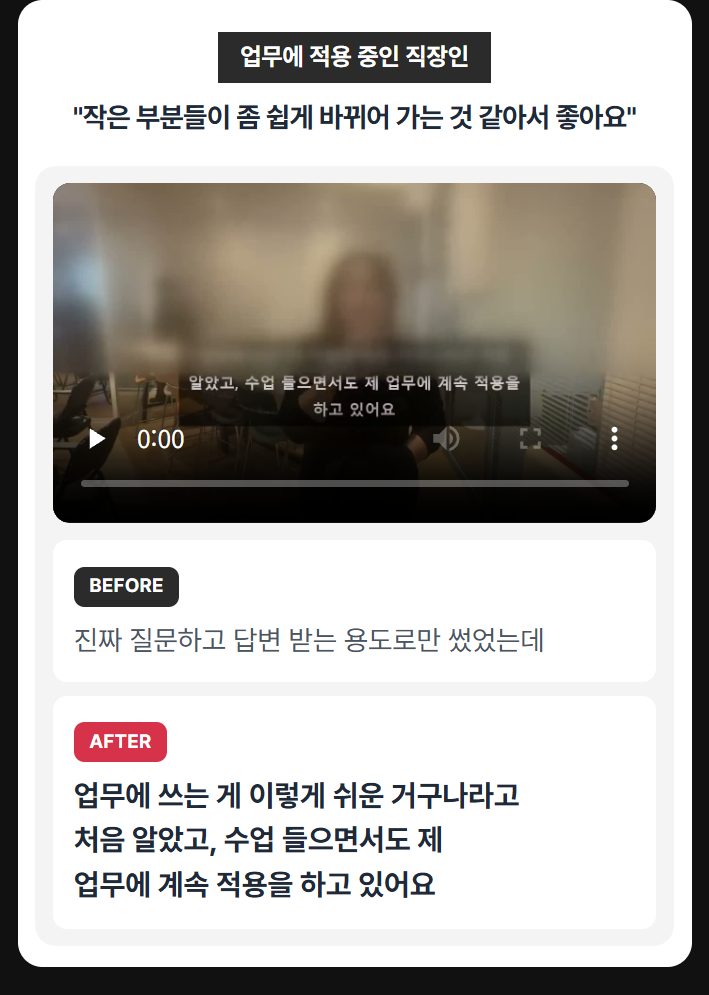 업무에 적용 중인 직장인
"작은 부분들이 좀 쉽게 바뀌어 가는 것 같아서 좋아요"
알았고, 수업 들으면서도 제 업무에 계속 적용을
하고 있어요
0:00
BEFORE
진짜 질문하고 답변 받는 용도로만 썼었는데
AFTER
업무에 쓰는 게 이렇게 쉬운 거구나라고
처음 알았고, 수업 들으면서도 제
업무에 계속 적용을 하고 있어요